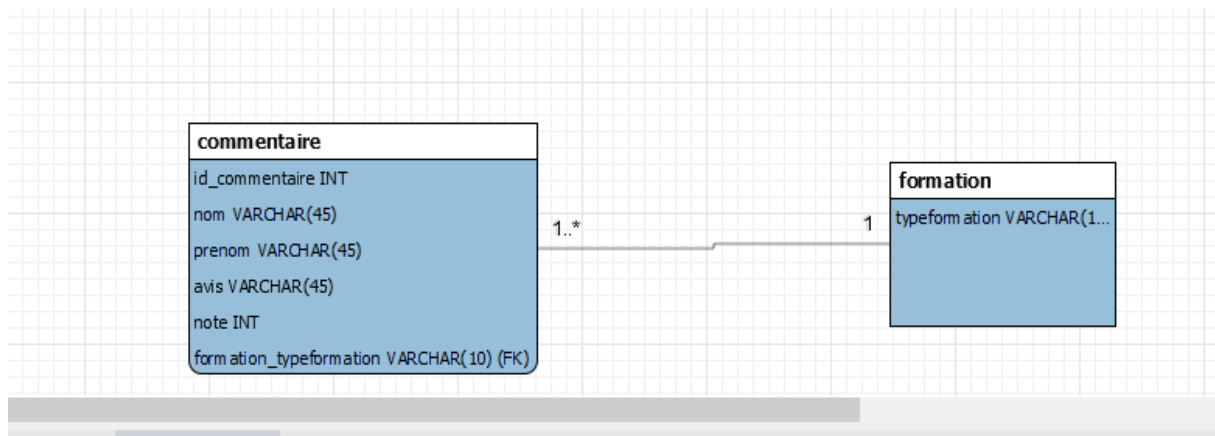 commentaire
id_commentaire INT
nom VARCHAR(45)
prenom VARCHAR(45)
avis VARCHAR(45)
note INT
formation_typeformation VARCHAR(10) (FK)
1..*
1
formation
typeformation VARCHAR(1...